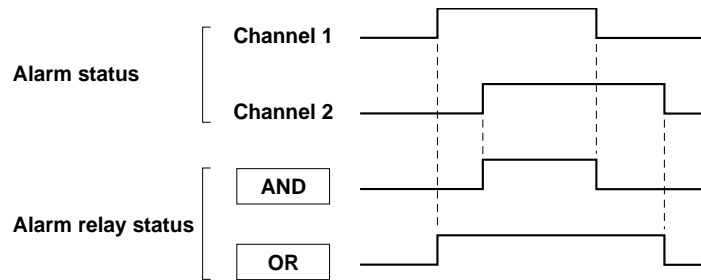 Channel 1
Alarm status
Channel 2
AND
Alarm relay status
OR